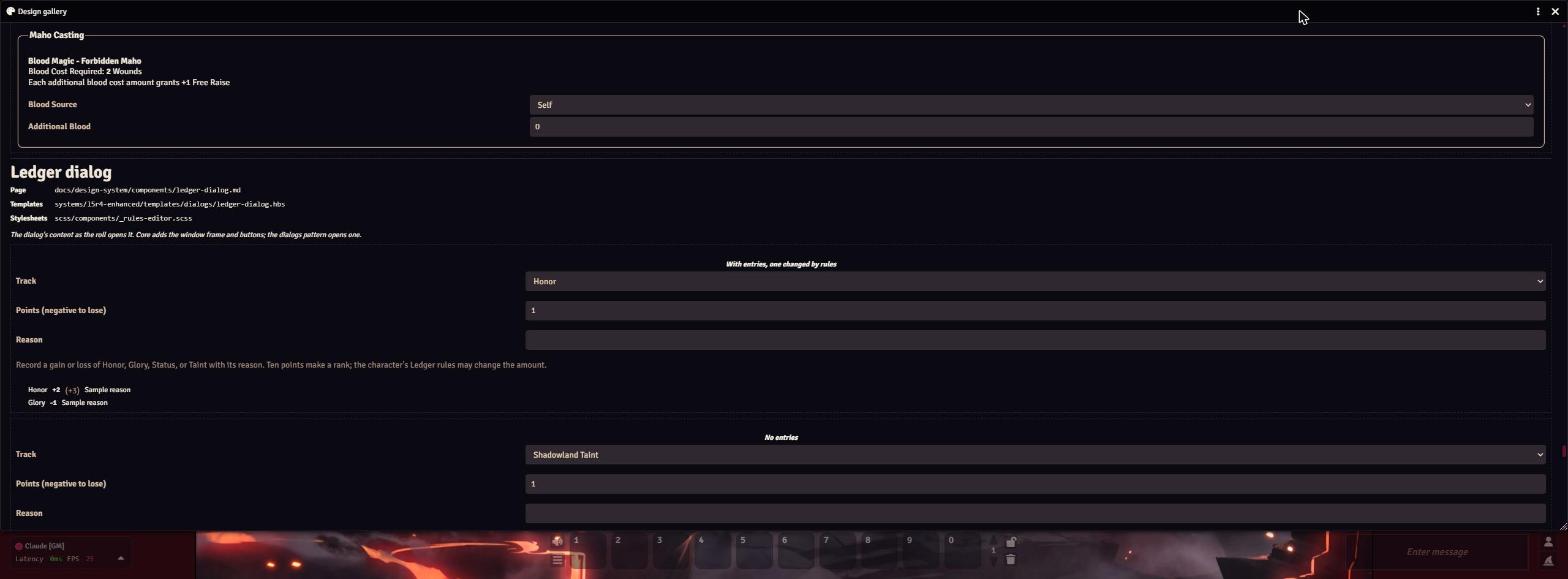 Design gallery
Maho Casting
Blood Magic - Forbidden Maho
Blood Cost Required: 2 Wounds
Each additional blood cost amount grants +1 Free Raise
Blood Source Self
Additional Blood 0
Ledger dialog
Page docs/design-system/components/ledger-dialog.md
Templates systems/l5r4-enhanced/templates/dialogs/ledger-dialog.hbs
Stylesheets scss/components/_rules-editor.scss
The dialog's content as the roll opens it. Core adds the window frame and buttons; the dialogs pattern opens one.
With entries, one changed by rules
Track Honor
Points (negative to lose) 1
Reason
Record a gain or loss of Honor, Glory, Status, or Taint with its reason. Ten points make a rank; the character's Ledger rules may change the amount.
Honor +2 (+3) Sample reason
Glory -1 Sample reason
No entries
Track Shadowland Taint
Points (negative to lose) 1
Reason
Claude [GM]
Latency 0ms FPS 25
1 2 3 4 5 6 7 8 9 0
1
Enter message